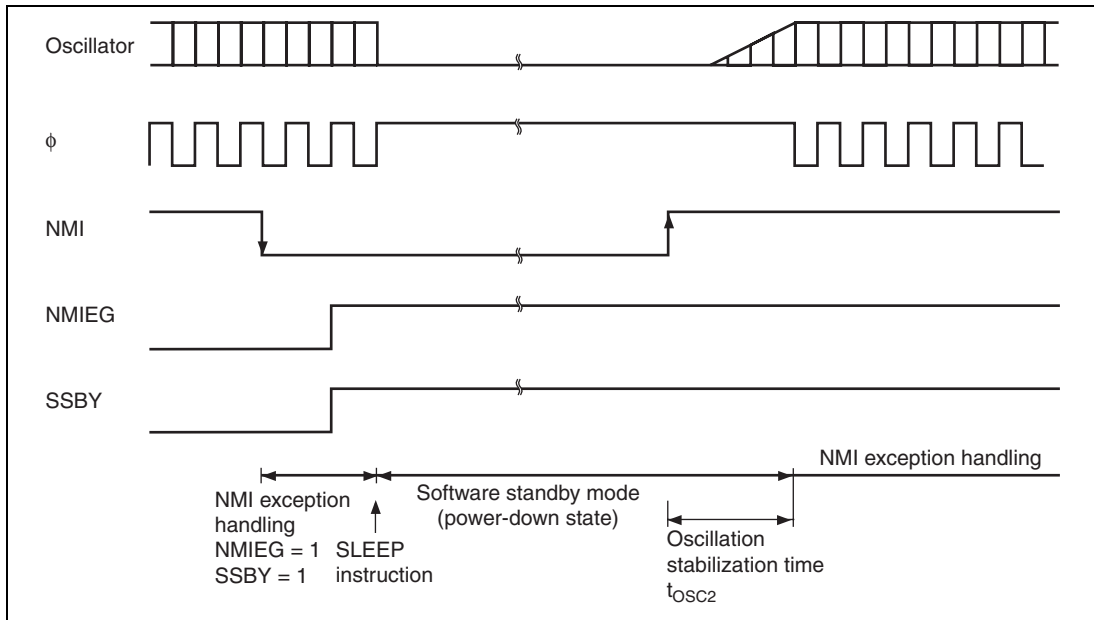 Oscillator
ϕ
NMI
NMIEG
SSBY
NMI exception handling
NMI exception
handling
NMIEG = 1
SSBY = 1
SLEEP
instruction
Software standby mode
(power-down state)
Oscillation
stabilization time
tOSC2